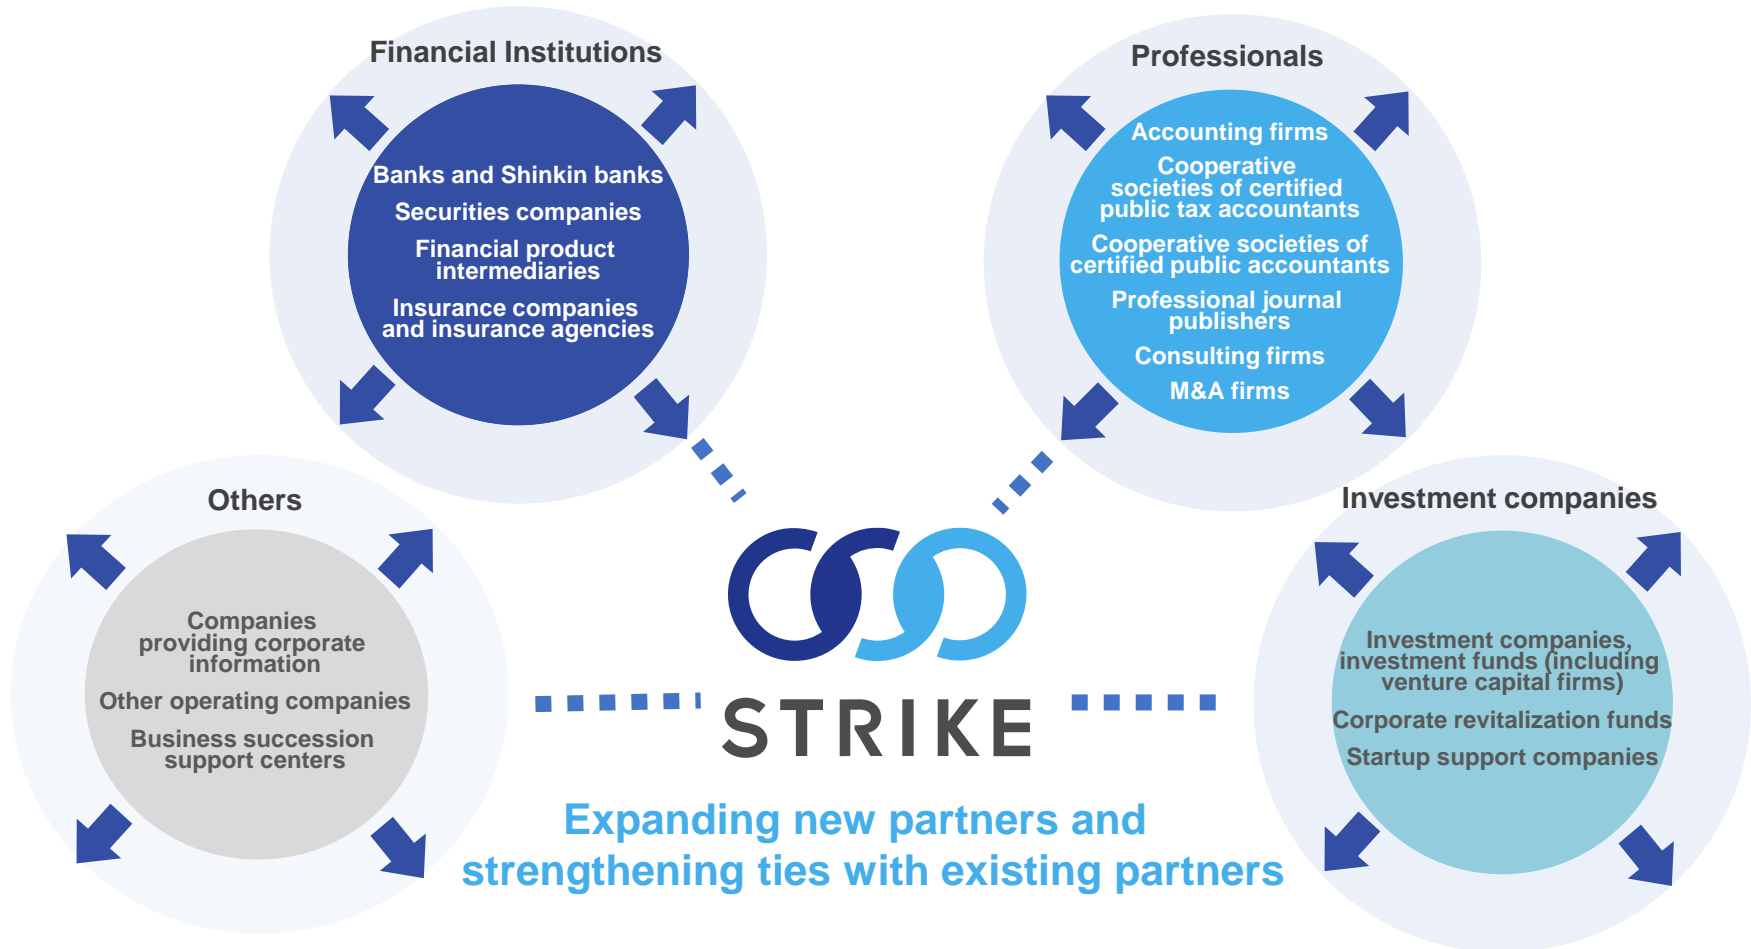 Financial Institutions
Banks and Shinkin banks
Securities companies
Financial product
intermediaries
Insurance companies
and insurance agencies
Professionals
Accounting firms
Cooperative
societies of certified
public tax accountants
Cooperative societies of
certified public accountants
Professional journal
publishers
Consulting firms
M&A firms
Others
Companies
providing corporate
information
Other operating companies
Business succession
support centers
STRIKE
Expanding new partners and
strengthening ties with existing partners
Investment companies
Investment companies,
investment funds (including
venture capital firms)
Corporate revitalization funds
Startup support companies